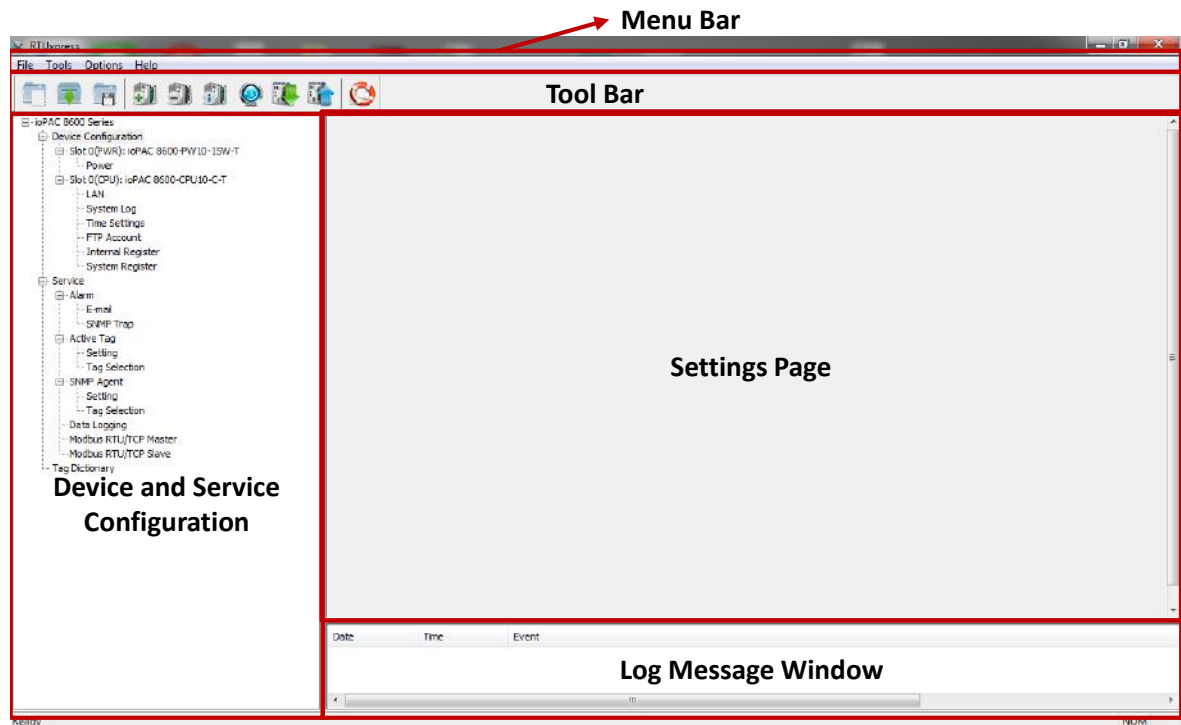 Menu Bar
RTUxpress
File Tools Options Help
Tool Bar
ioPAC 8600 Series
Device Configuration
Slot 0(PWR): ioPAC 8600-PW10-15W-T
Power
Slot 0(CPU): ioPAC 8600-CPU10-C-T
LAN
System Log
Time Settings
FTP Account
Internal Register
System Register
Service
Alarm
E-mail
SNMP Trap
Active Tag
Setting
Tag Selection
SNMP Agent
Setting
Tag Selection
Data Logging
Modbus RTU/TCP Master
Modbus RTU/TCP Slave
Tag Dictionary
Device and Service
Configuration
Settings Page
Date Time Event
Log Message Window
Ready NUM